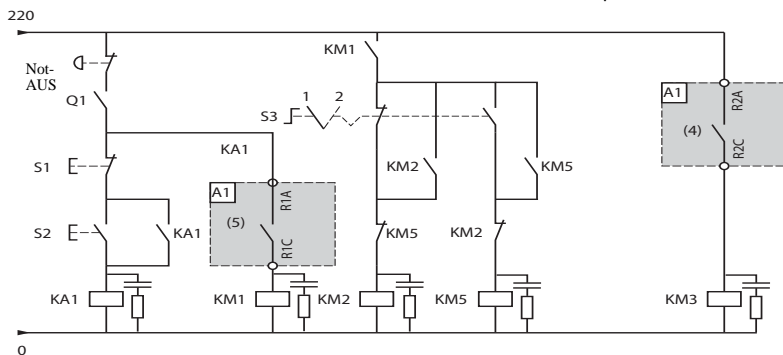 220
Not-
AUS
Q1
S1
S2
KA1
KA1
KA1
A1
R1A
(5)
R1C
KM1
KM1
S3
1
2
KM2
KM5
KM2
KM5
KM2
KM5
A1
R2A
(4)
R2C
KM3
0